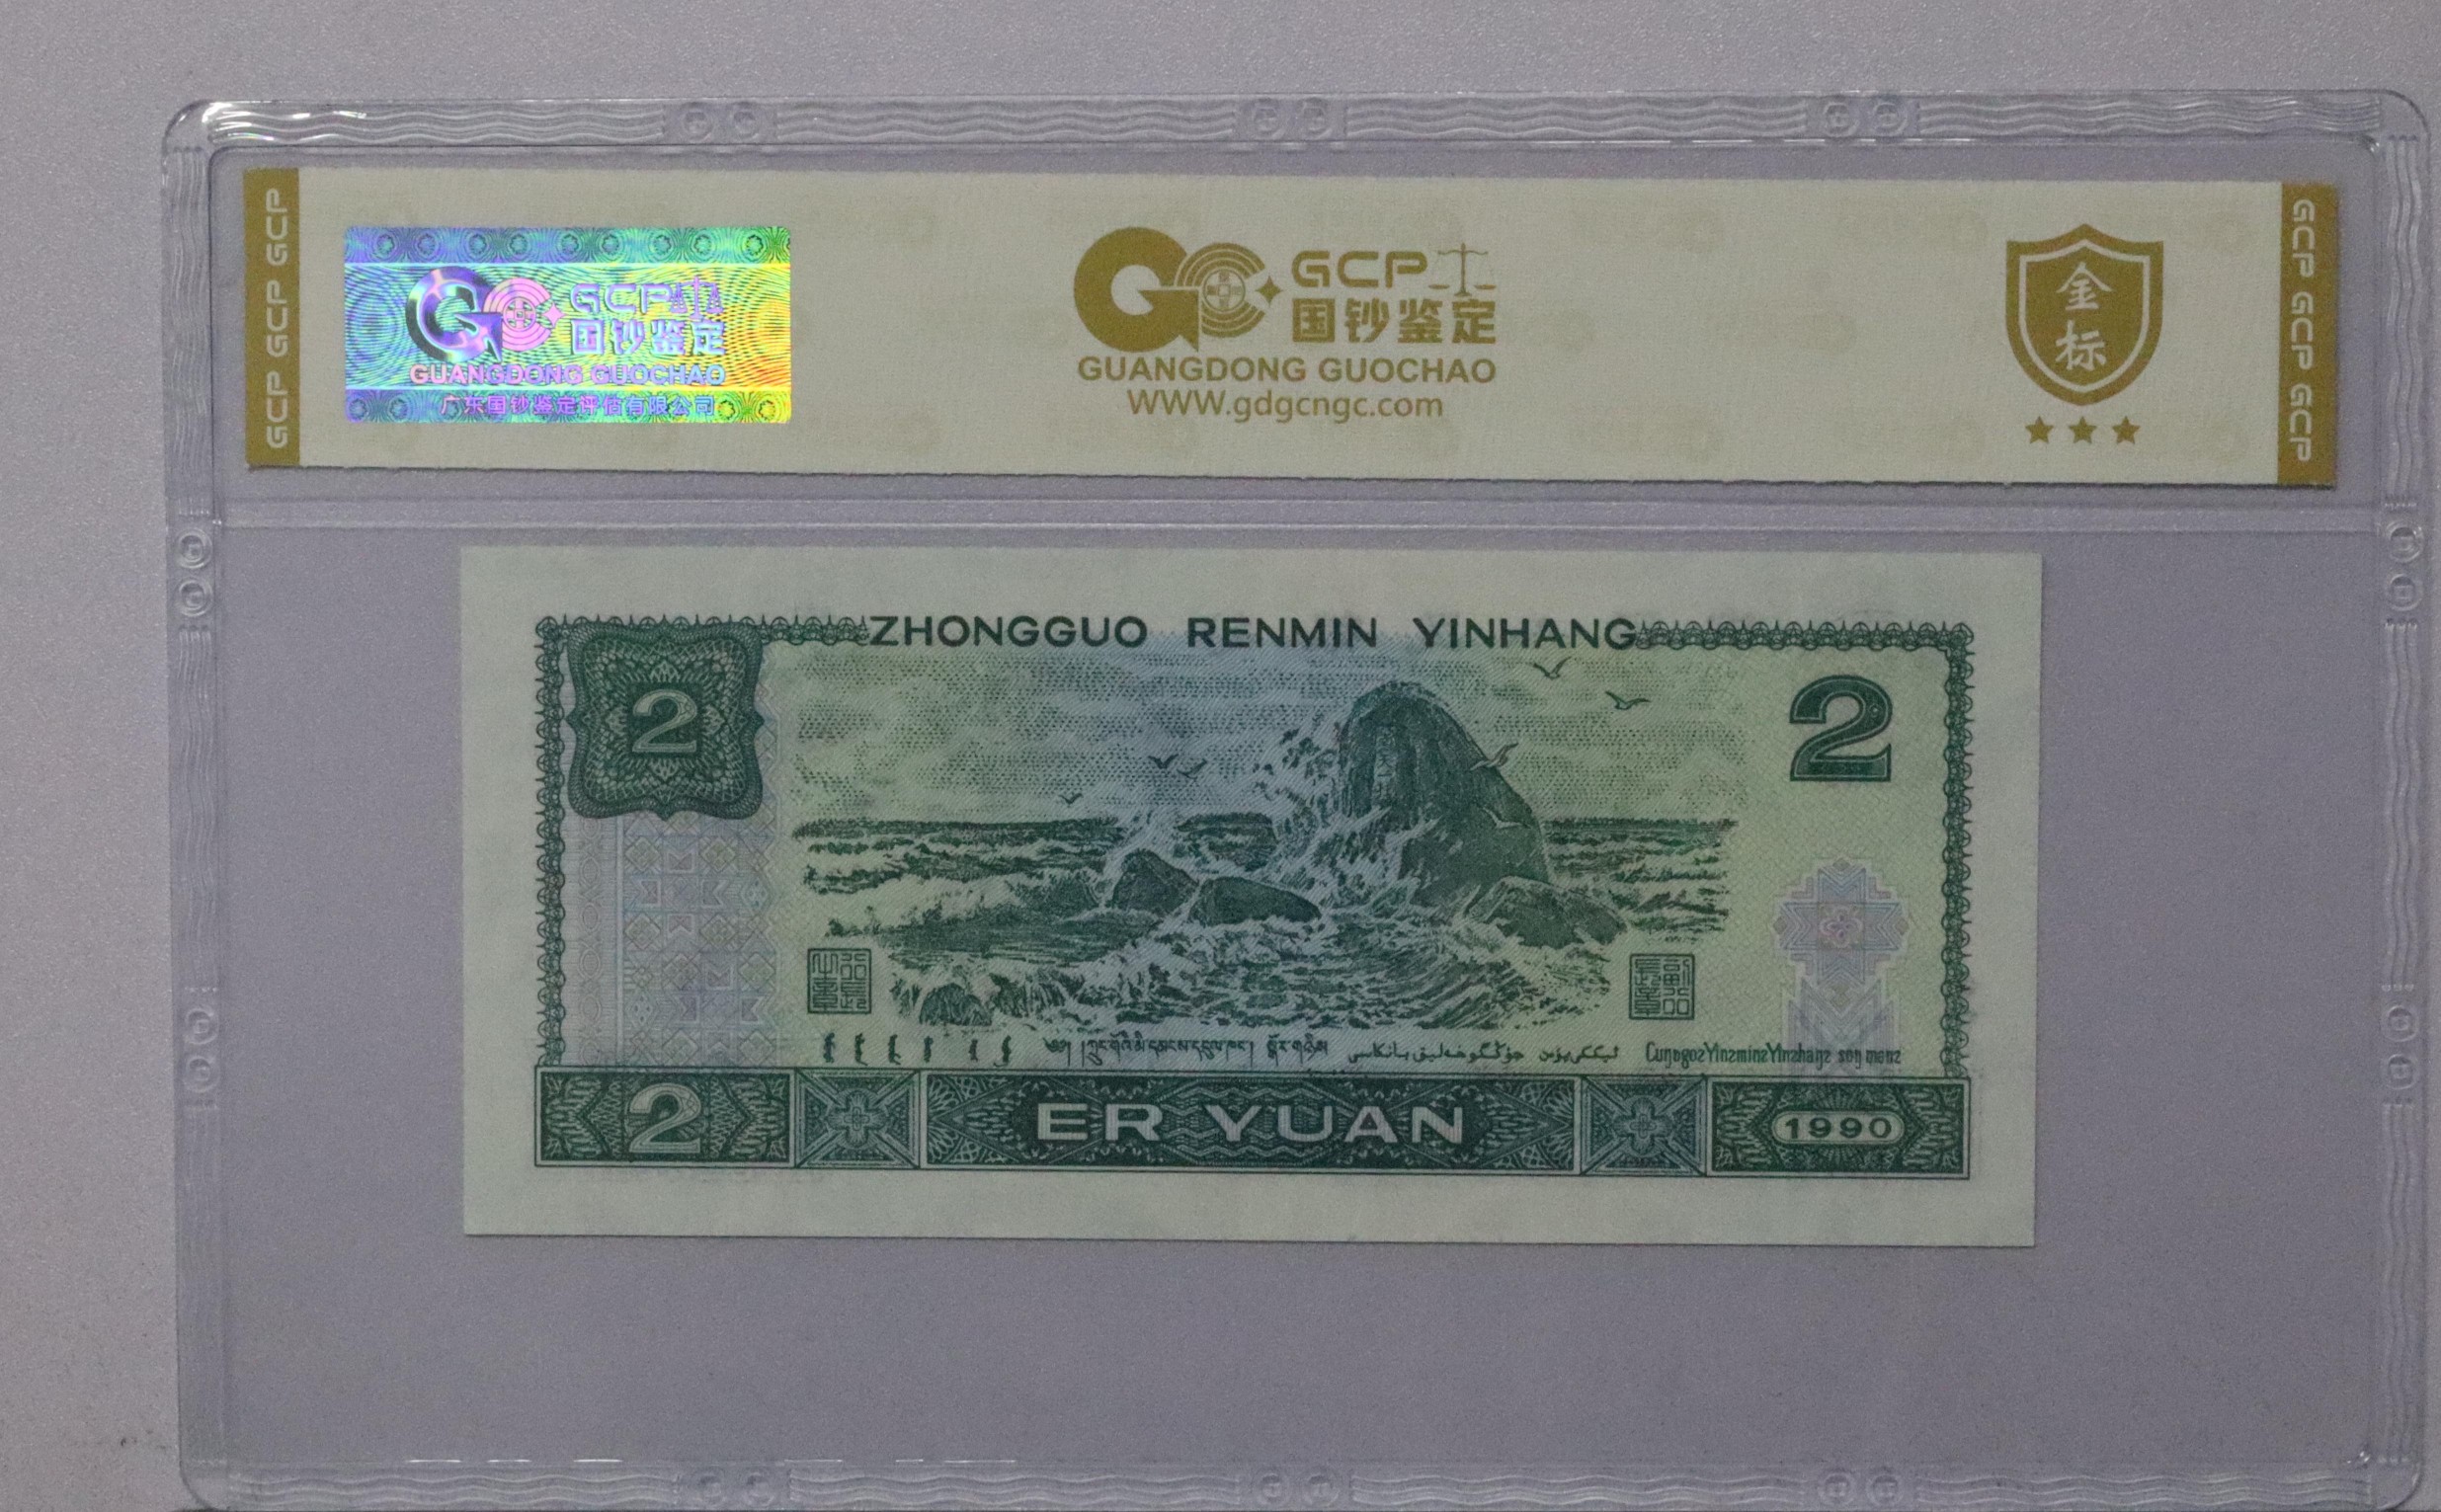 GCP GCP GCP
GCP
国钞鉴定
GUANGDONG GUOCHAO
广东国钞鉴定评估有限公司
GCP
国钞鉴定
GUANGDONG GUOCHAO
WWW.gdgcngc.com
金
标
GCP GCP GCP
ZHONGGUO RENMIN YINHANG
2
2
2
ER YUAN
1990